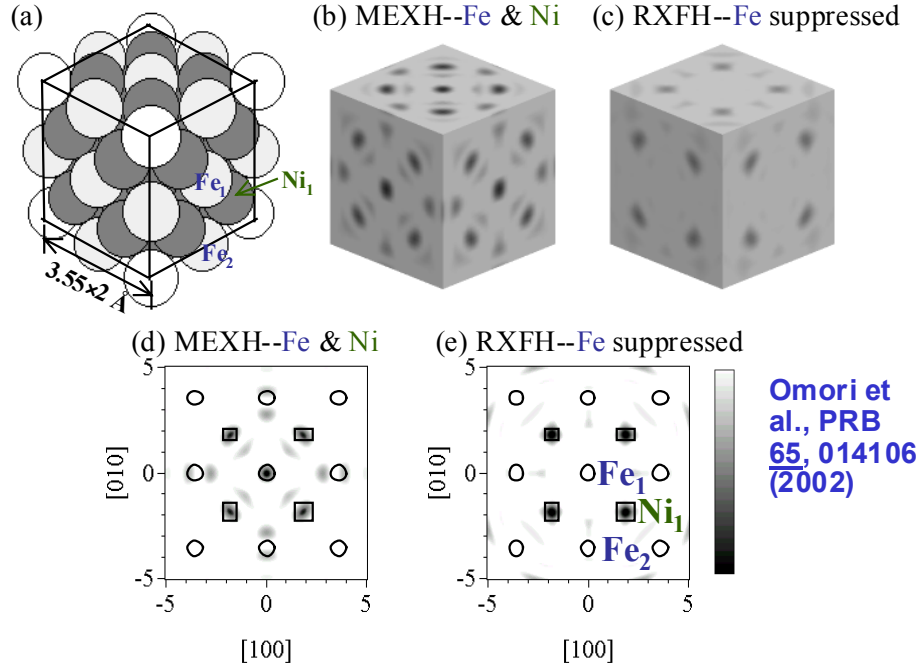 (a)
(b) MEXH--Fe & Ni
(c) RXFH--Fe suppressed
Fe₁
Ni₁
Fe₂
3.55×2 Å
(d) MEXH--Fe & Ni
(e) RXFH--Fe suppressed
5
0
-5
[010]
-5 0 5
[100]
5
0
-5
[010]
Fe₁
Ni₁
Fe₂
-5 0 5
[100]
Omori et
al., PRB
65, 014106
(2002)